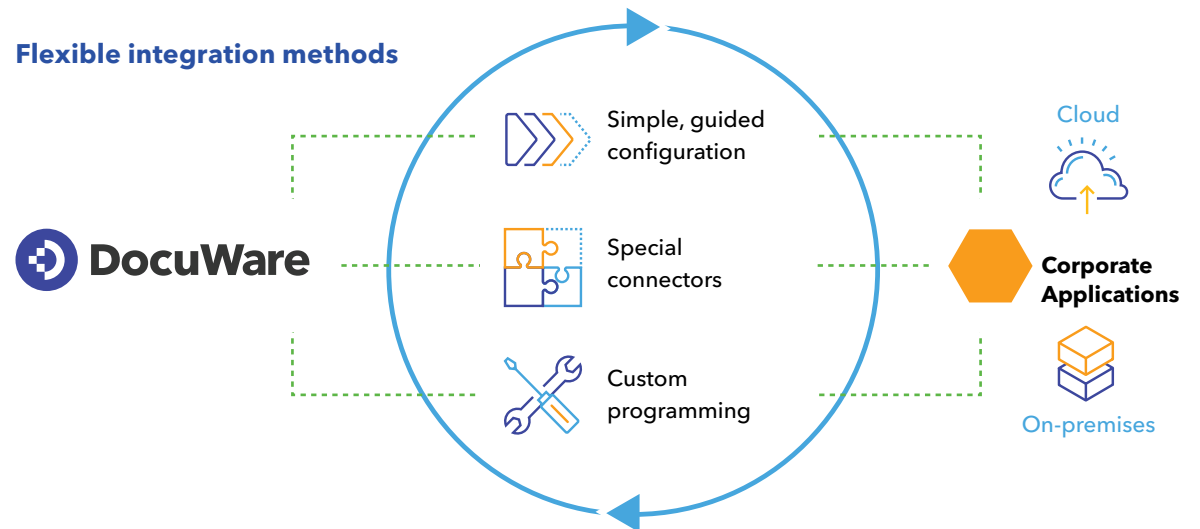 Flexible integration methods
Simple, guided
configuration
Cloud
DocuWare
Special
connectors
Corporate
Applications
Custom
programming
On-premises